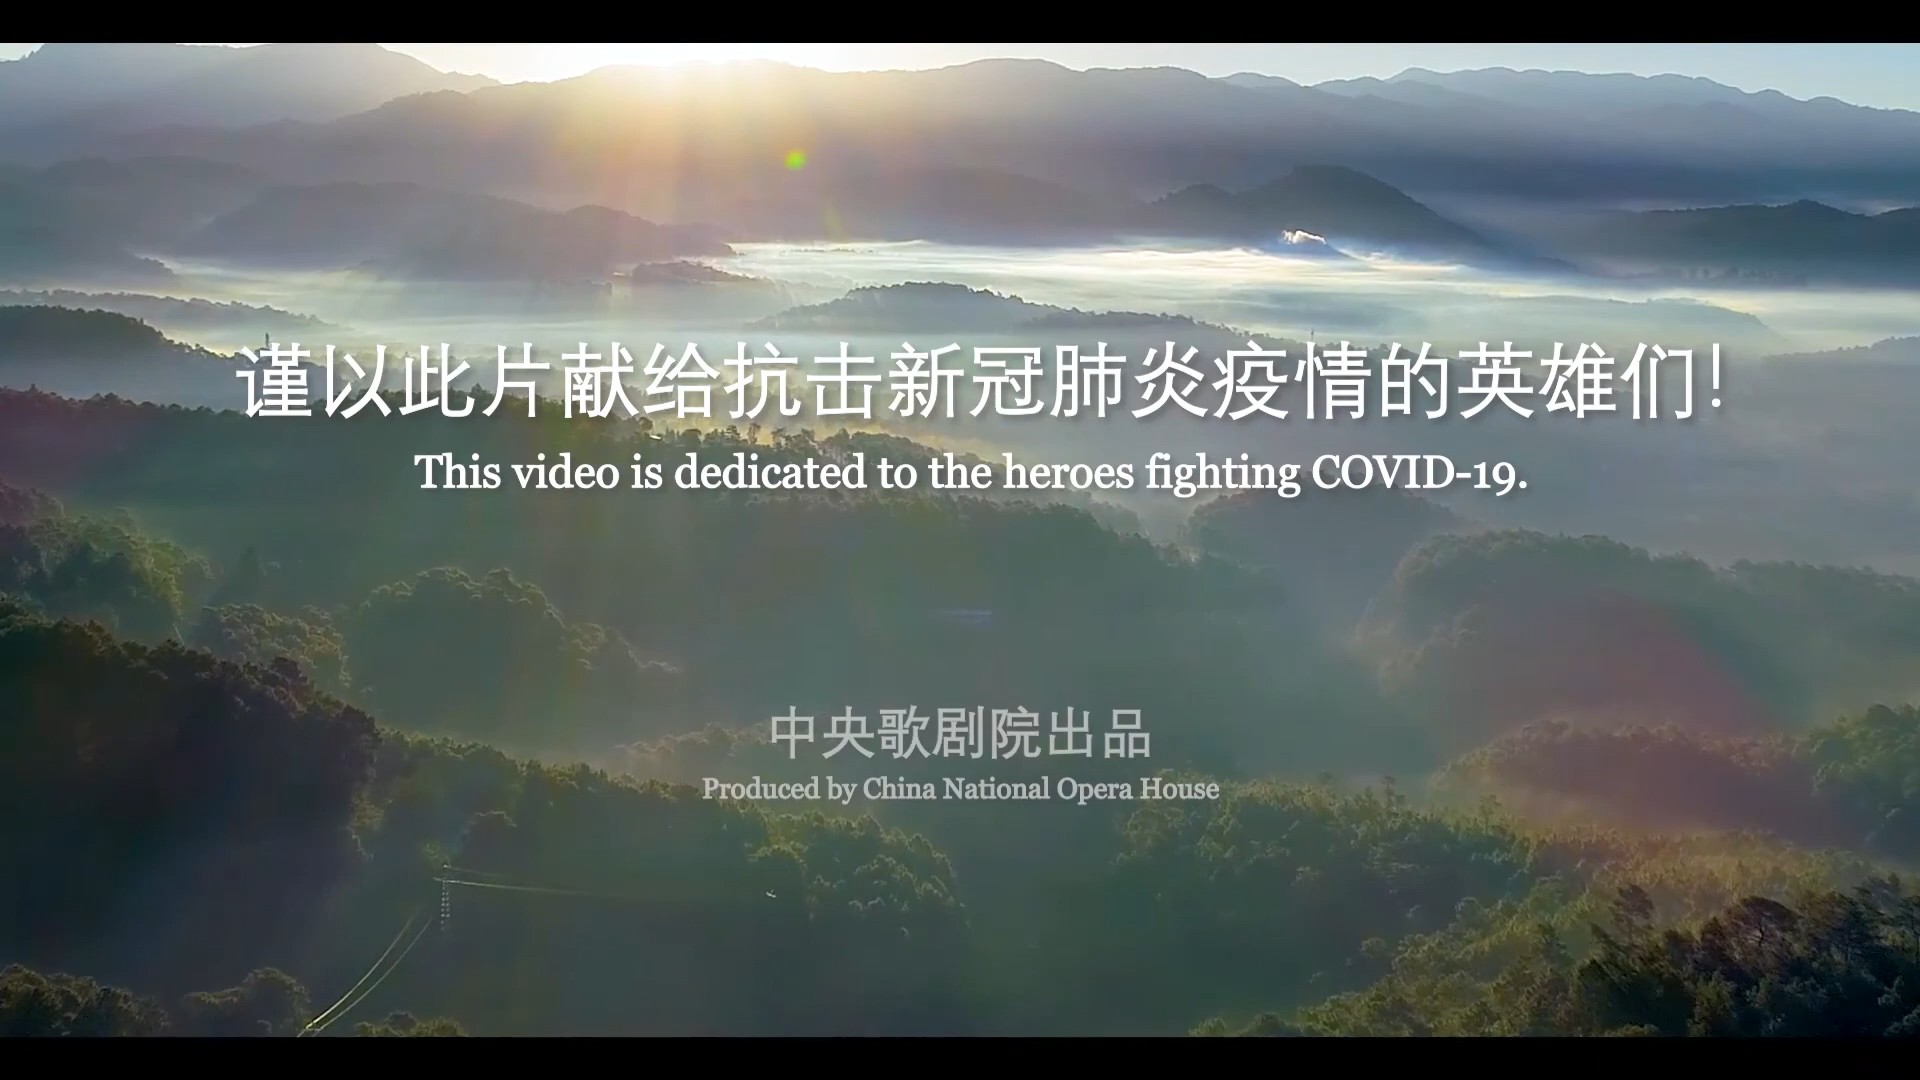 谨以此片献给抗击新冠肺炎疫情的英雄们！
This video is dedicated to the heroes fighting COVID-19.
中央歌剧院出品
Produced by China National Opera House